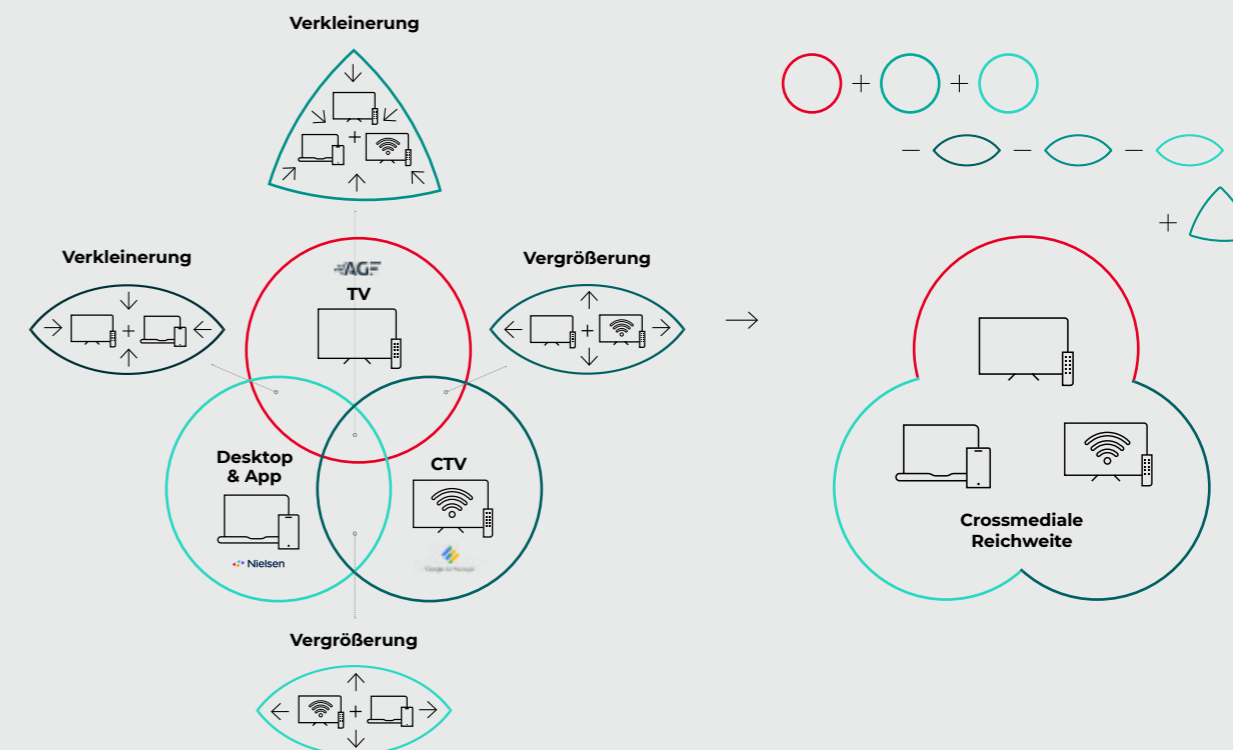 Verkleinerung
Verkleinerung
Vergrößerung
AGF
TV
Desktop
& App
CTV
Nielsen
Vergrößerung
Crossmediale
Reichweite